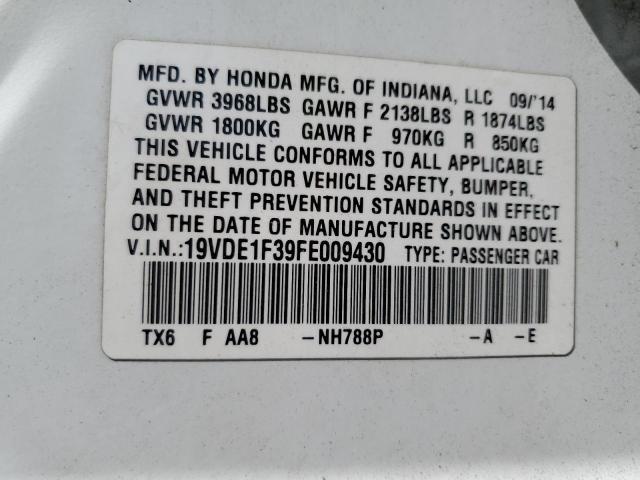 MFD. BY HONDA MFG. OF INDIANA, LLC 09/'14
GVWR 3968LBS GAWR F 2138LBS R 1874LBS
GVWR 1800KG GAWR F 970KG R 850KG
THIS VEHICLE CONFORMS TO ALL APPLICABLE
FEDERAL MOTOR VEHICLE SAFETY, BUMPER,
AND THEFT PREVENTION STANDARDS IN EFFECT
ON THE DATE OF MANUFACTURE SHOWN ABOVE.
V.I.N.:19VDE1F39FE009430 TYPE: PASSENGER CAR
TX6 F AA8 -NH788P -A -E